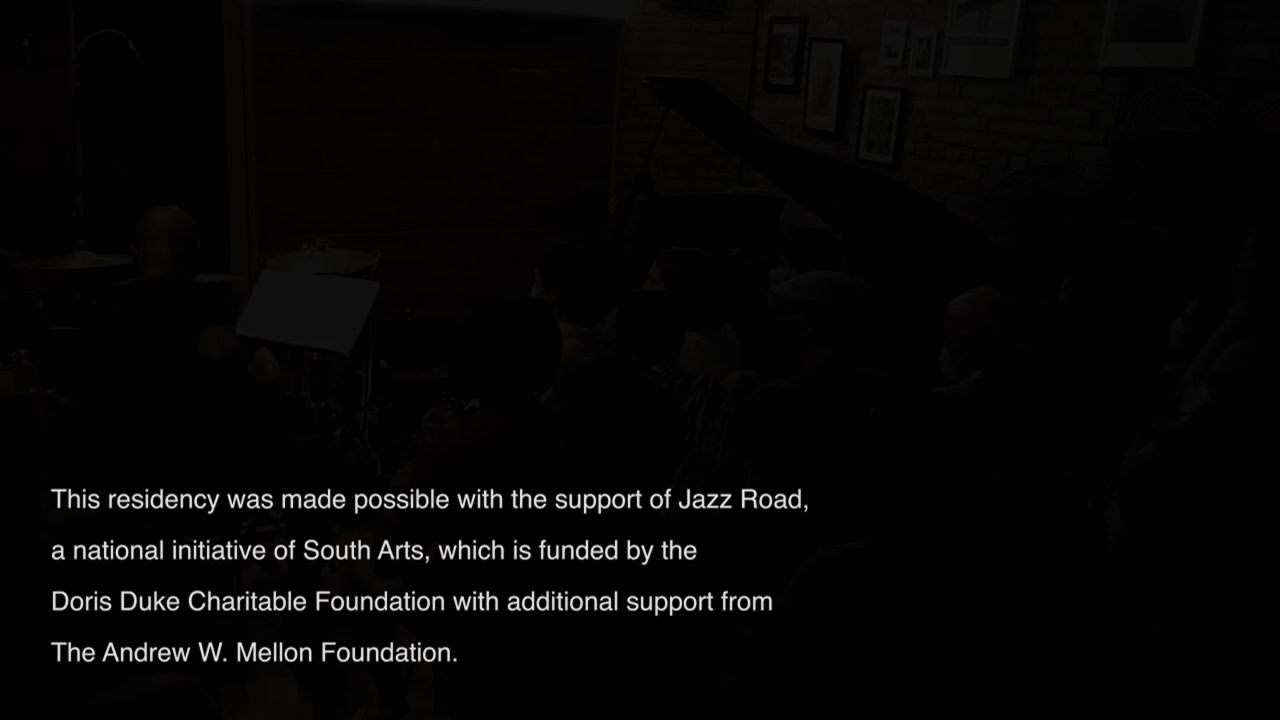 This residency was made possible with the support of Jazz Road,
a national initiative of South Arts, which is funded by the
Doris Duke Charitable Foundation with additional support from
The Andrew W. Mellon Foundation.